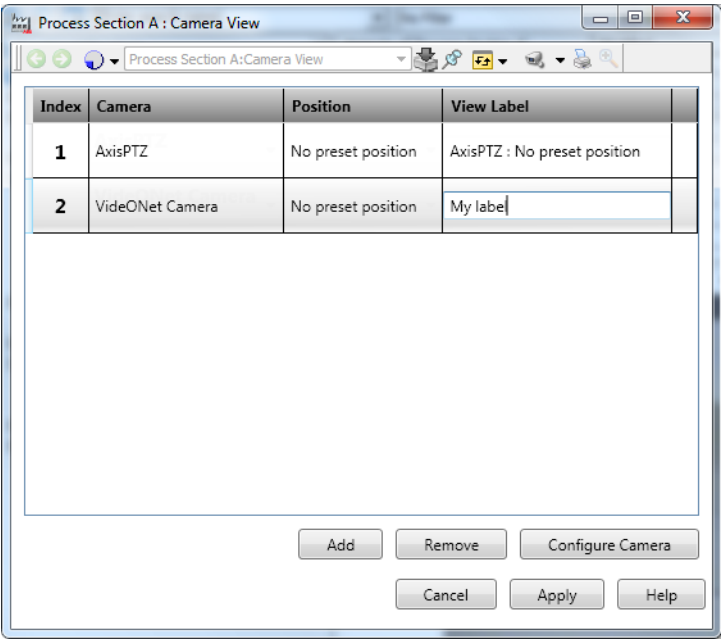 Process Section A : Camera View
Process Section A:Camera View
Index Camera Position View Label
1 AxisPTZ No preset position AxisPTZ : No preset position
2 VideONet Camera No preset position My label
Add Remove Configure Camera
Cancel Apply Help